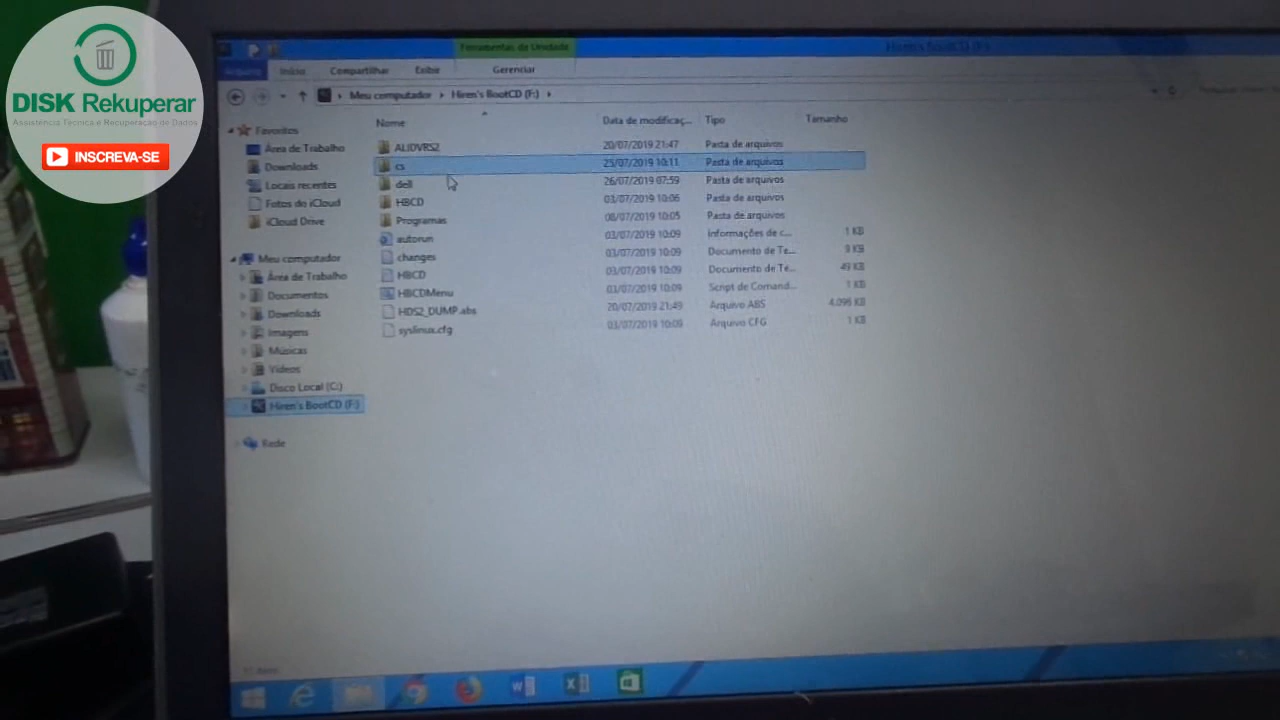 DISK Rekuperar
Assistência Técnica e Recuperação de Dados
INSCREVA-SE
Ferramentas de Unidade
Hiren's BootCD (F:)
Arquivo Início Compartilhar Exibir Gerenciar
Meu computador Hiren's BootCD (F:)
Nome Data de modificaç... Tipo Tamanho
ALIDVRS2 20/07/2019 21:47 Pasta de arquivos
cs 25/07/2019 10:11 Pasta de arquivos
dell 26/07/2019 07:59 Pasta de arquivos
HBCD 03/07/2019 10:06 Pasta de arquivos
Programas 08/07/2019 10:05 Pasta de arquivos
autorun 03/07/2019 10:09 Informações de c... 1 KB
changes 03/07/2019 10:09 Documento de Te... 9 KB
HBCD 03/07/2019 10:09 Documento de Te... 49 KB
HBCDMenu 03/07/2019 10:09 Script de Comand... 1 KB
HDS2_DUMP.abs 20/07/2019 21:49 Arquivo ABS 4.096 KB
syslinux.cfg 03/07/2019 10:09 Arquivo CFG 1 KB
Favoritos
Área de Trabalho
Downloads
Locais recentes
Fotos do iCloud
iCloud Drive
Meu computador
Área de Trabalho
Documentos
Downloads
Imagens
Músicas
Vídeos
Disco Local (C:)
Hiren's BootCD (F:)
Rede